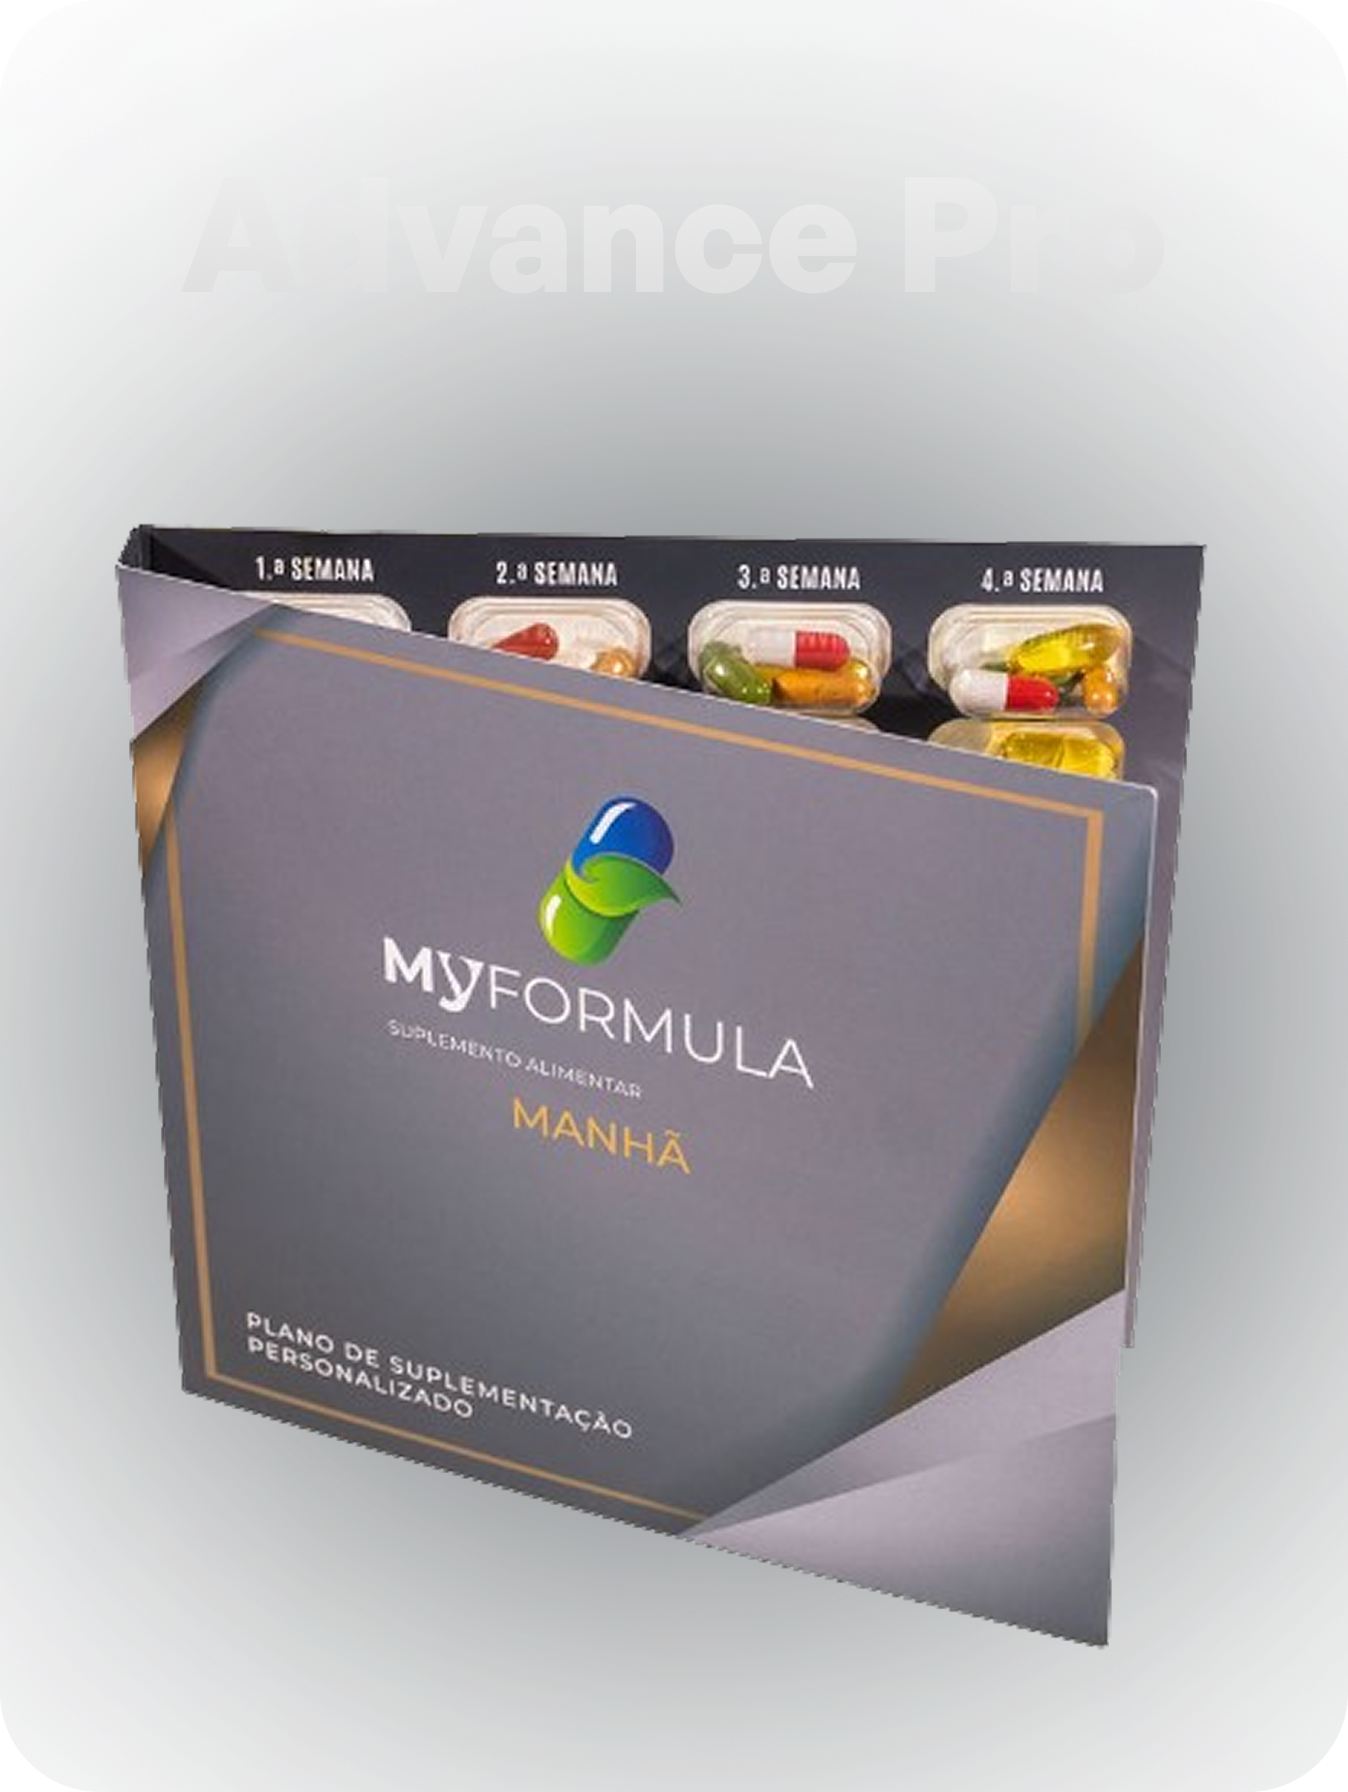 Advance Pro
1.ª SEMANA
2.ª SEMANA
3.ª SEMANA
4.ª SEMANA
MYFORMULA
SUPLEMENTO ALIMENTAR
MANHÃ
PLANO DE SUPLEMENTAÇÃO
PERSONALIZADO